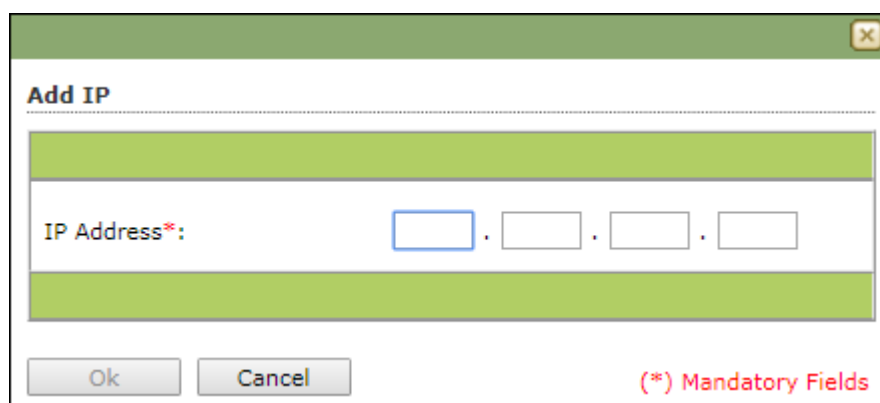 Add IP
IP Address*: . . .
Ok Cancel (*) Mandatory Fields